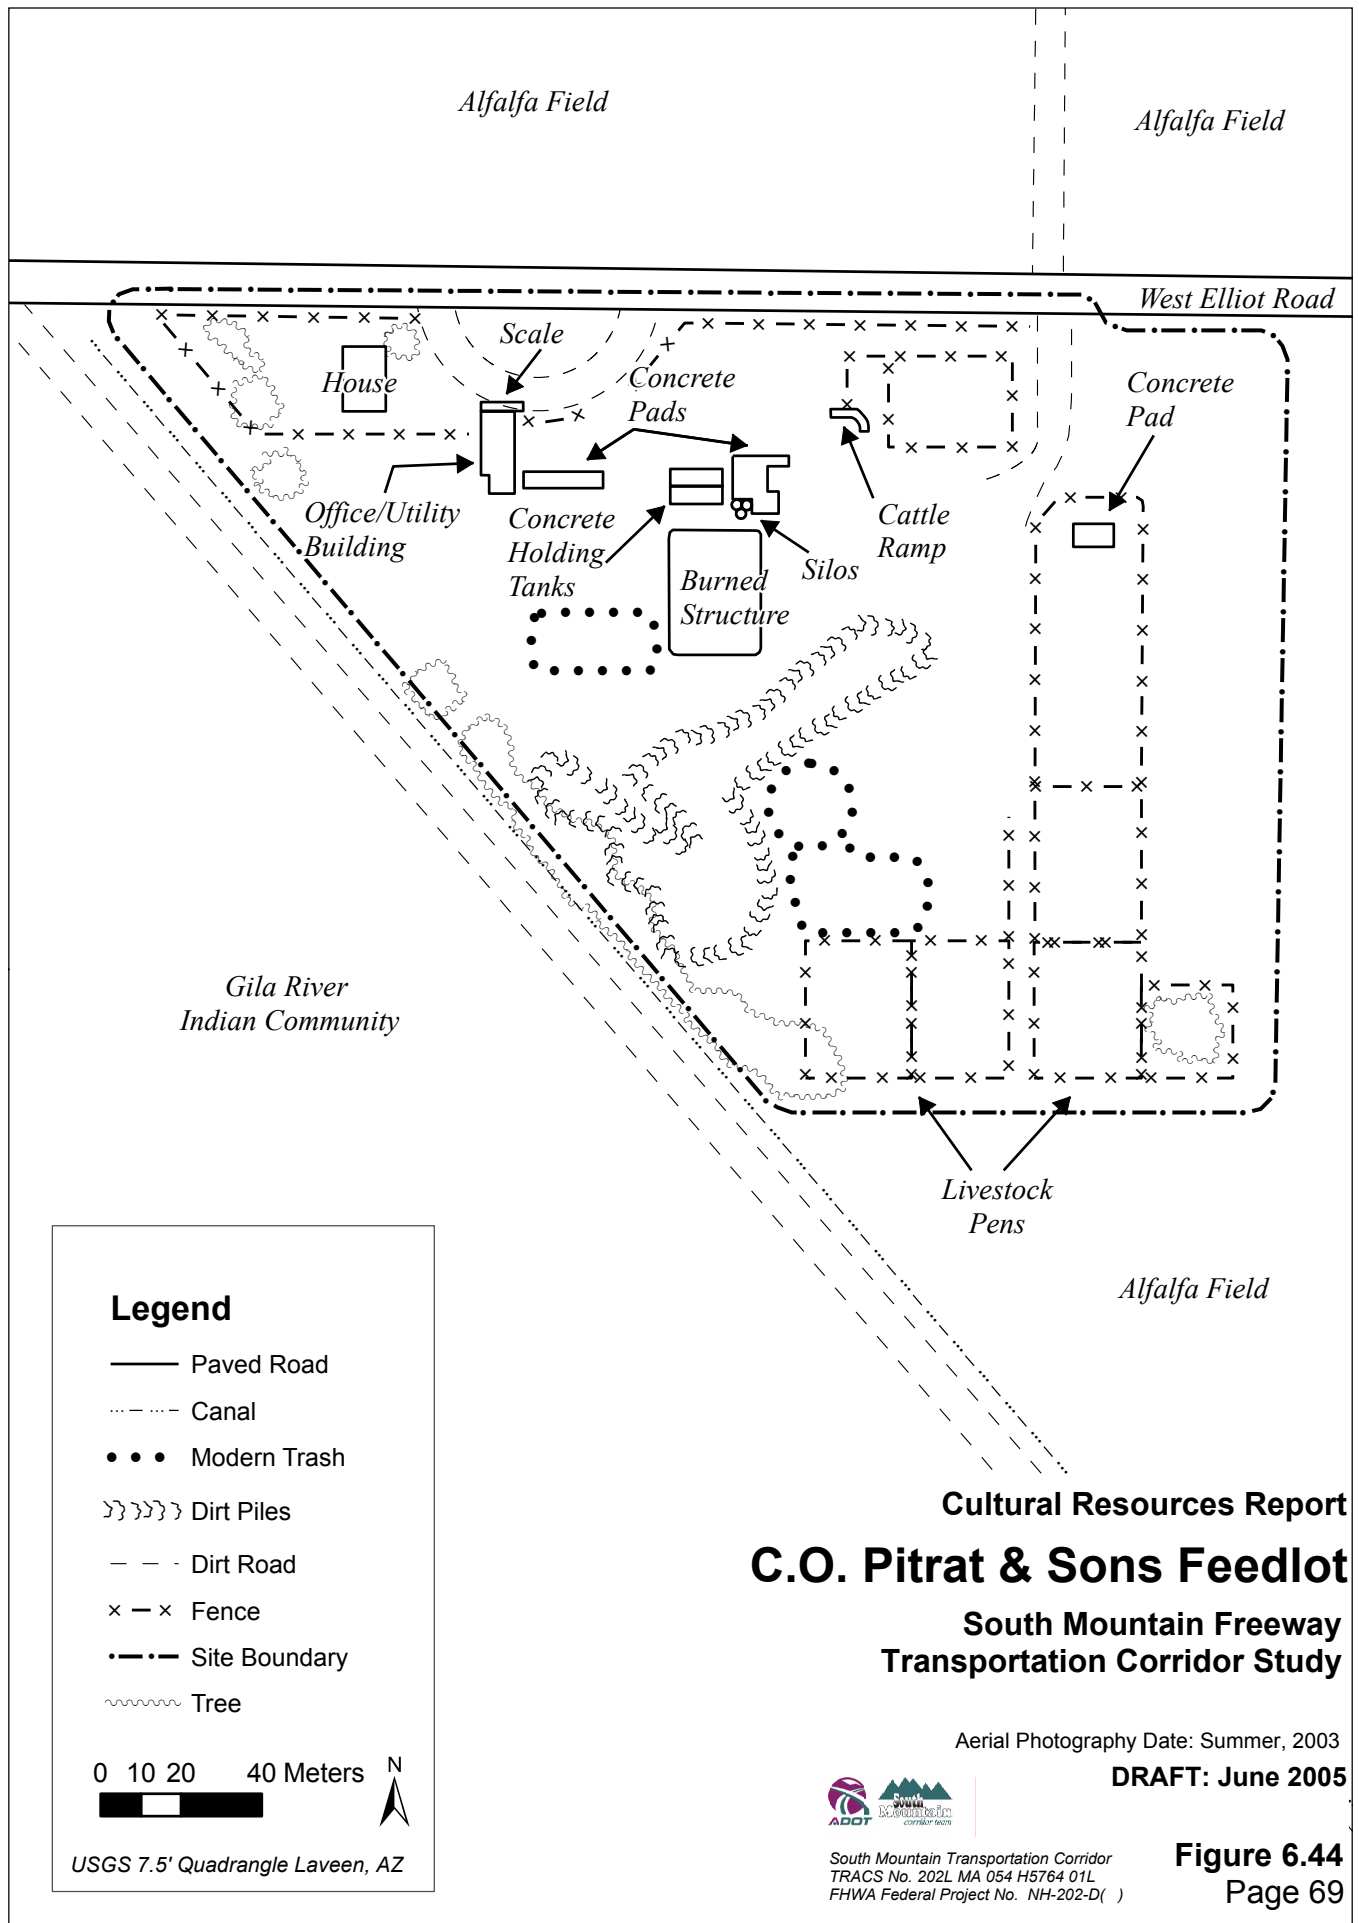 Alfalfa Field
Alfalfa Field
West Elliot Road
Scale
House
Concrete
Pads
Concrete
Pad
Office/Utility
Building
Concrete
Holding
Tanks
Cattle
Ramp
Silos
Burned
Structure
Gila River
Indian Community
Livestock
Pens
Alfalfa Field
Legend
Paved Road
Canal
Modern Trash
Dirt Piles
Dirt Road
Fence
Site Boundary
Tree
0 10 20 40 Meters
N
USGS 7.5' Quadrangle Laveen, AZ
Cultural Resources Report
C.O. Pitrat & Sons Feedlot
South Mountain Freeway
Transportation Corridor Study
Aerial Photography Date: Summer, 2003
DRAFT: June 2005
ADOT
South
Mountain
corridor team
South Mountain Transportation Corridor
TRACS No. 202L MA 054 H5764 01L
FHWA Federal Project No. NH-202-D( )
Figure 6.44
Page 69